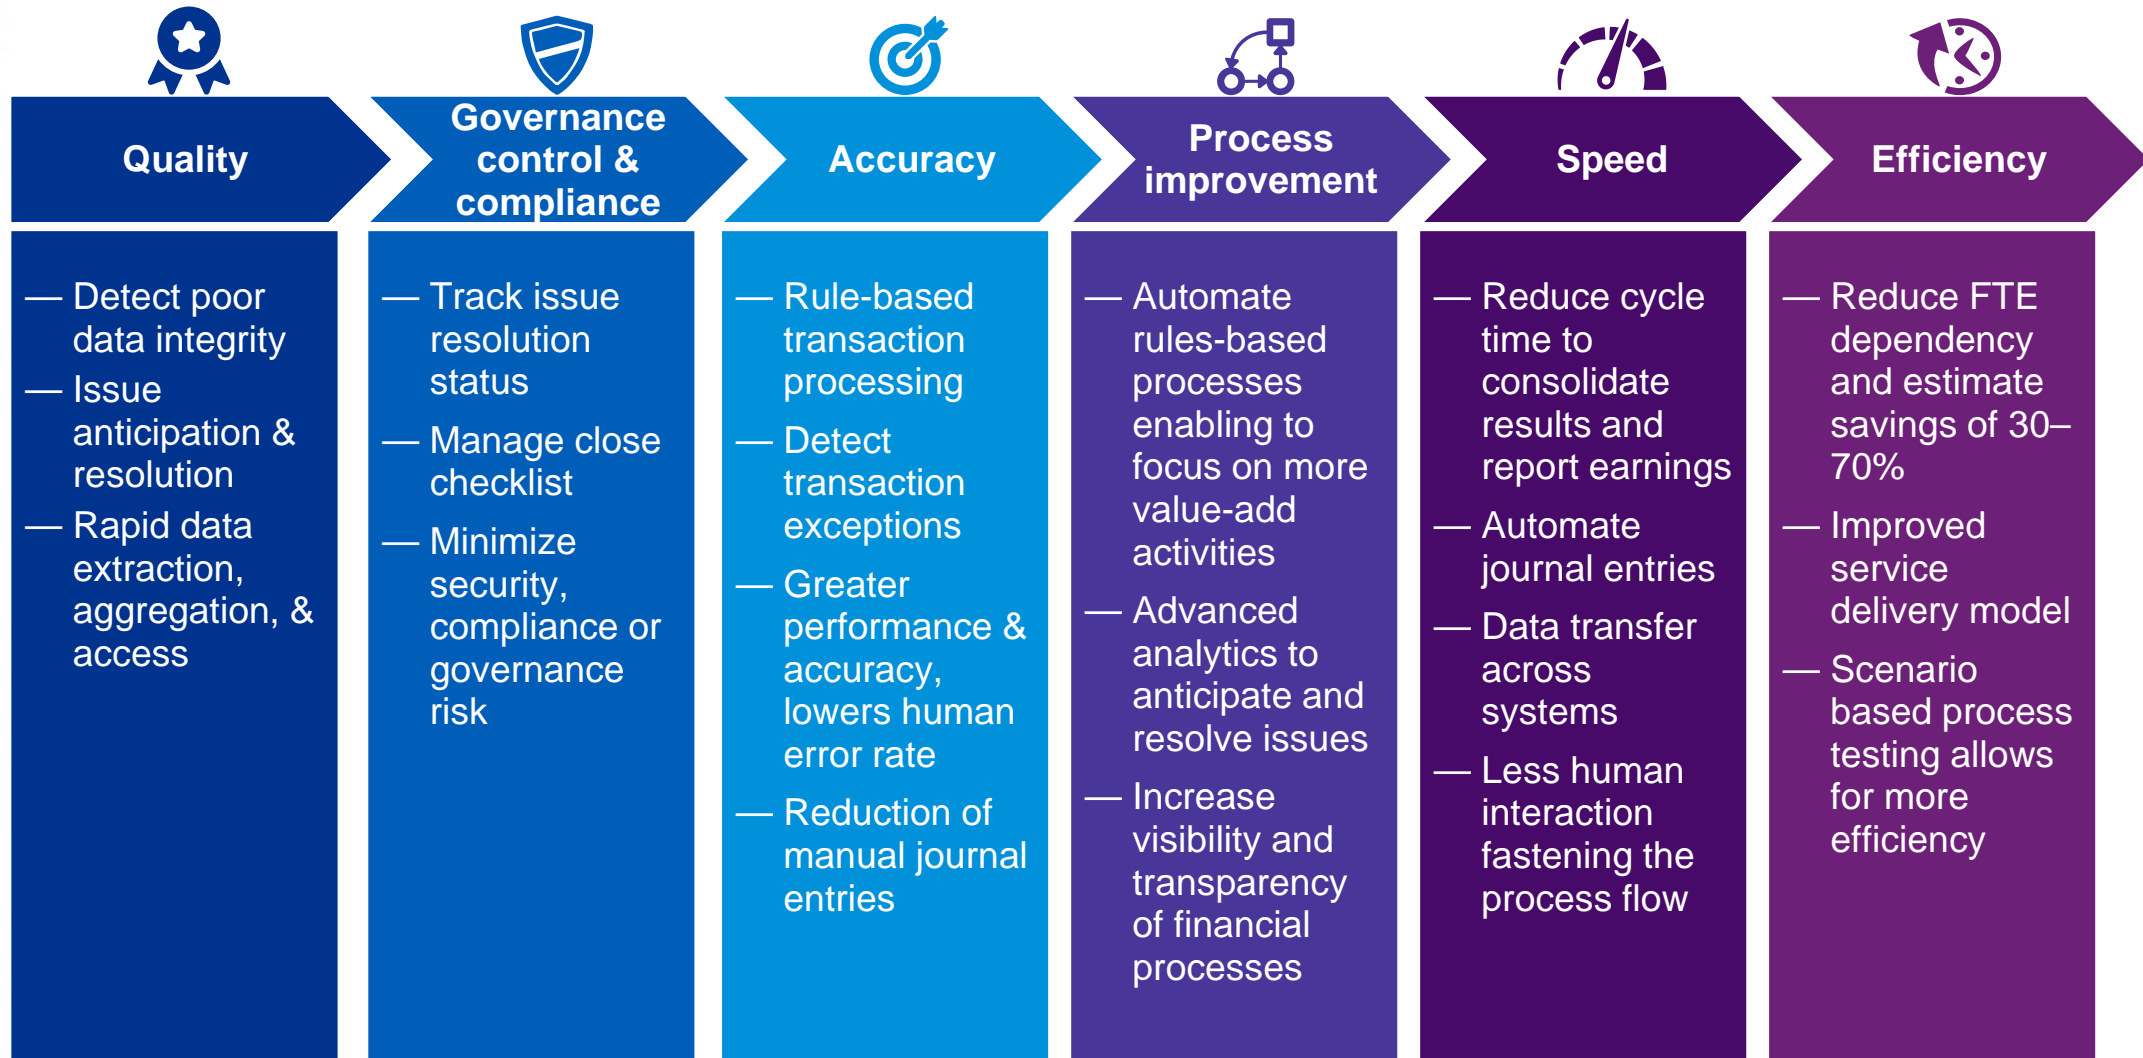 Quality
Governance
control &
compliance
Accuracy
Process
improvement
Speed
Efficiency
— Detect poor
data integrity
— Issue
anticipation &
resolution
— Rapid data
extraction,
aggregation, &
access
— Track issue
resolution
status
— Manage close
checklist
— Minimize
security,
compliance or
governance
risk
— Rule-based
transaction
processing
— Detect
transaction
exceptions
— Greater
performance &
accuracy,
lowers human
error rate
— Reduction of
manual journal
entries
— Automate
rules-based
processes
enabling to
focus on more
value-add
activities
— Advanced
analytics to
anticipate and
resolve issues
— Increase
visibility and
transparency
of financial
processes
— Reduce cycle
time to
consolidate
results and
report earnings
— Automate
journal entries
— Data transfer
across
systems
— Less human
interaction
fastening the
process flow
— Reduce FTE
dependency
and estimate
savings of 30–
70%
— Improved
service
delivery model
— Scenario
based process
testing allows
for more
efficiency